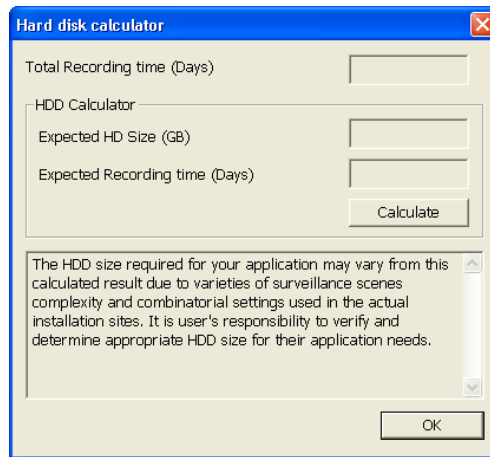 Hard disk calculator
Total Recording time (Days)
HDD Calculator
Expected HD Size (GB)
Expected Recording time (Days)
Calculate
The HDD size required for your application may vary from this
calculated result due to varieties of surveillance scenes
complexity and combinatorial settings used in the actual
installation sites. It is user's responsibility to verify and
determine appropriate HDD size for their application needs.
OK